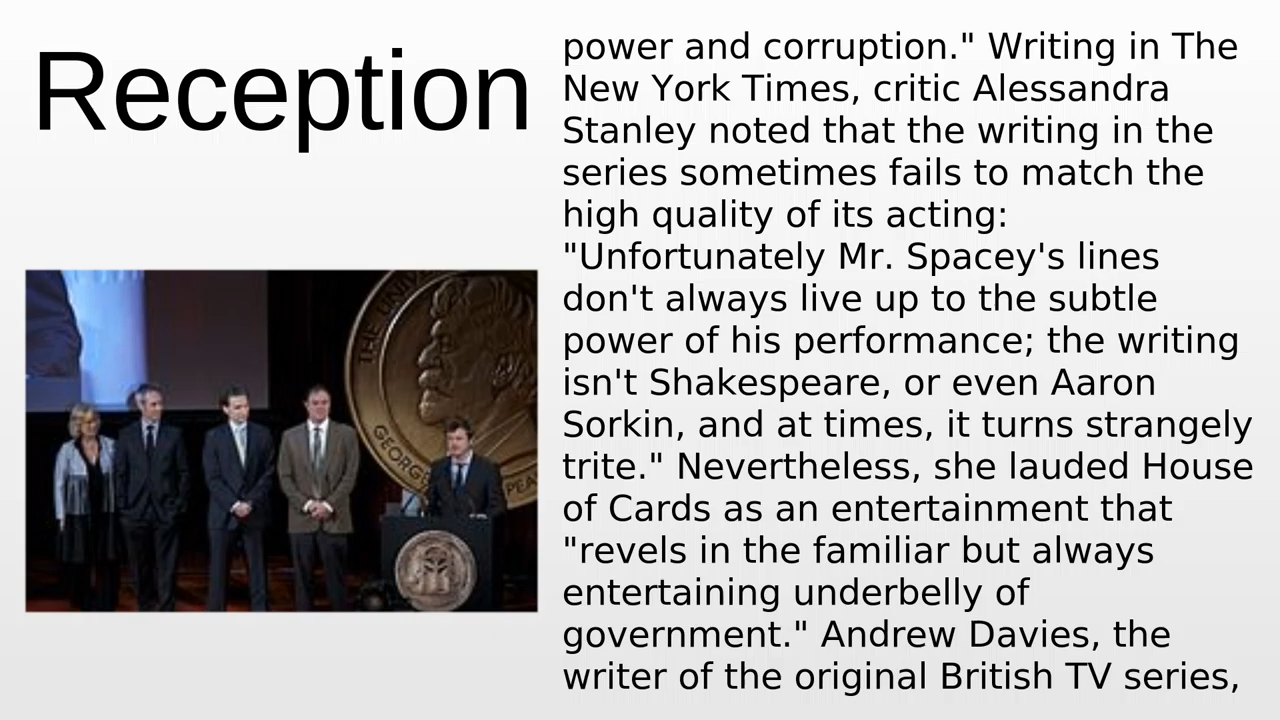 Reception
power and corruption." Writing in The
New York Times, critic Alessandra
Stanley noted that the writing in the
series sometimes fails to match the
high quality of its acting:
"Unfortunately Mr. Spacey's lines
don't always live up to the subtle
power of his performance; the writing
isn't Shakespeare, or even Aaron
Sorkin, and at times, it turns strangely
trite." Nevertheless, she lauded House
of Cards as an entertainment that
"revels in the familiar but always
entertaining underbelly of
government." Andrew Davies, the
writer of the original British TV series,
THE UNIV
GEORGE
PEA